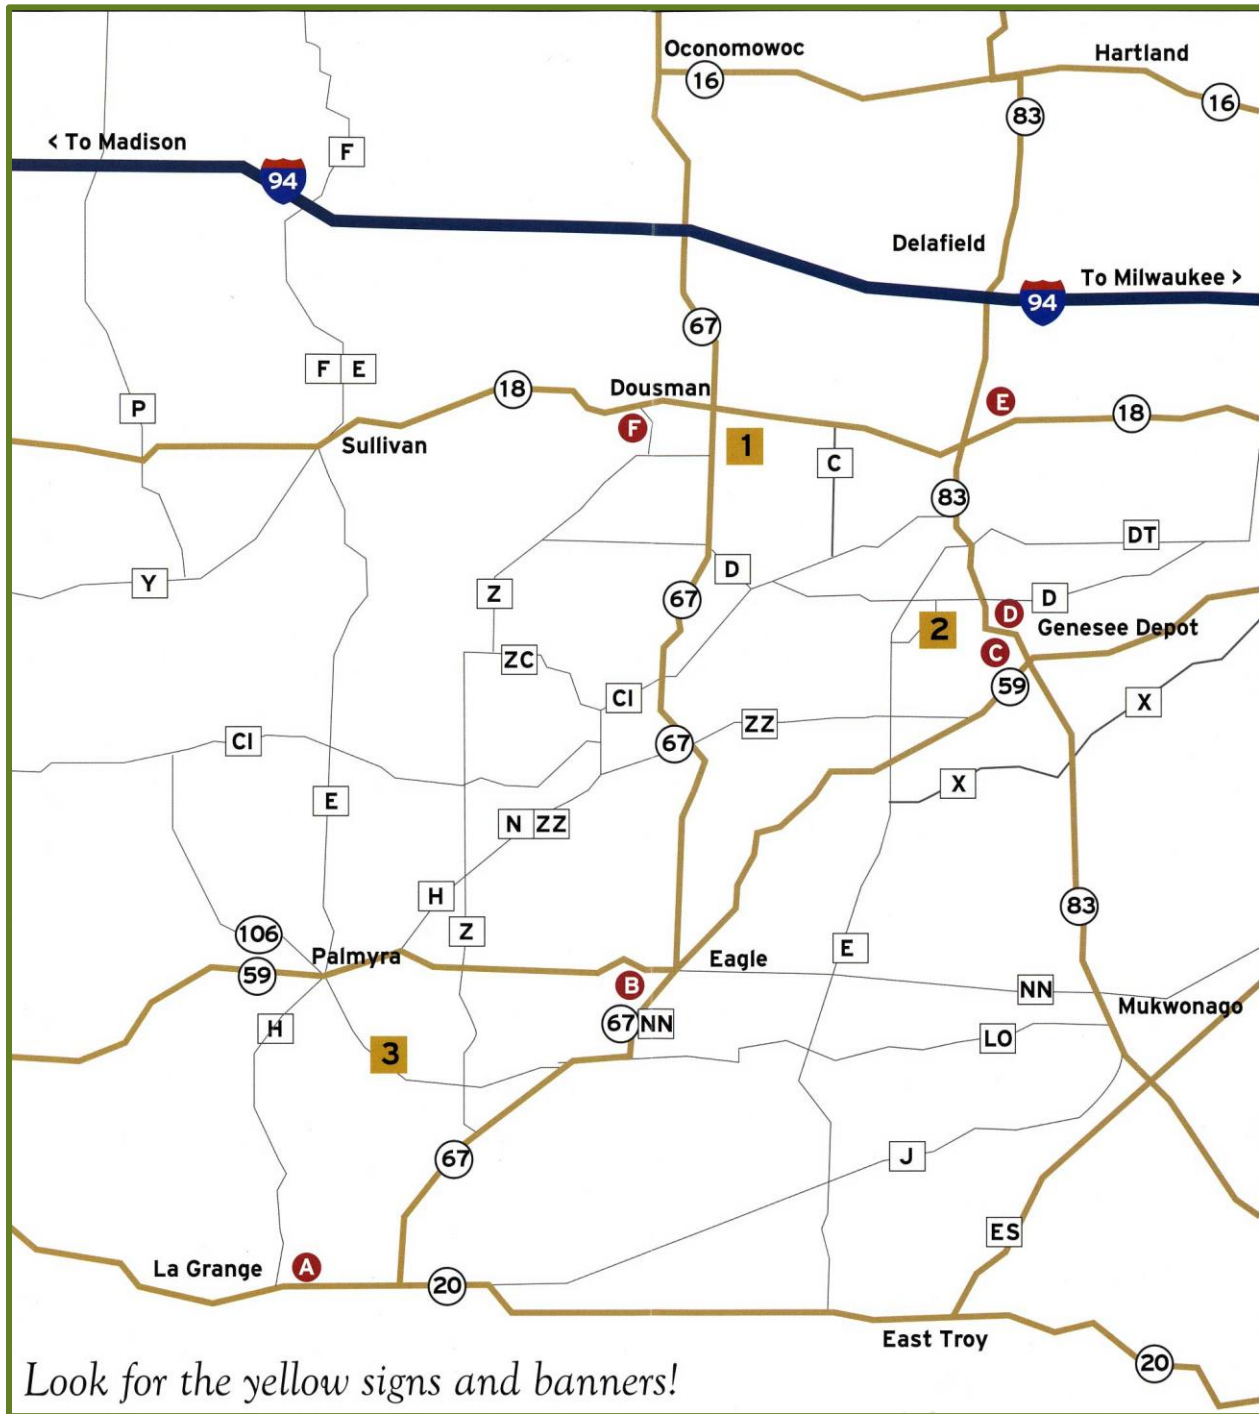 Oconomowoc
Hartland
16
16
83
< To Madison
F
94
Delafield
To Milwaukee >
94
67
F E
Dousman
18
P
E
18
F
1
Sullivan
C
83
DT
Y
Z
D
67
D
D
2
Genesee Depot
C
ZC
59
CI
X
ZZ
CI
67
X
E
N ZZ
H
83
Z
106
E
Palmyra
Eagle
59
B
NN
Mukwonago
67 NN
H
LO
3
J
67
ES
La Grange
A
20
East Troy
20
Look for the yellow signs and banners!